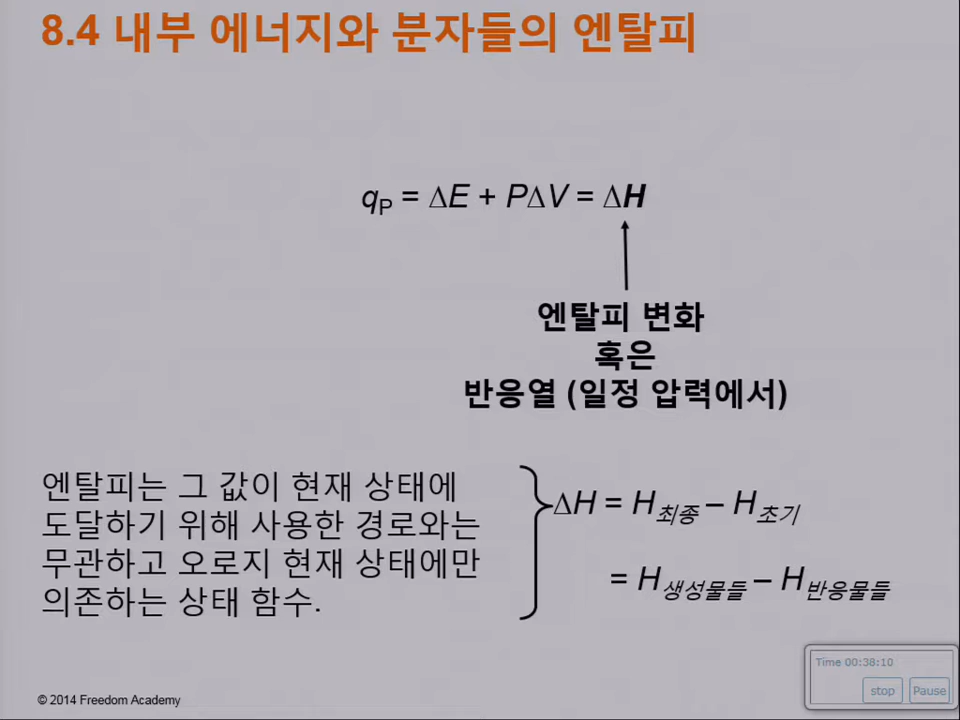 8.4 내부 에너지와 분자들의 엔탈피
qP = ΔE + PΔV = ΔH
엔탈피 변화
혹은
반응열 (일정 압력에서)
엔탈피는 그 값이 현재 상태에
도달하기 위해 사용한 경로와는
무관하고 오로지 현재 상태에만
의존하는 상태 함수.
ΔH = H최종 – H초기
= H생성물들 – H반응물들
Time 00:38:10
stop Pause
© 2014 Freedom Academy